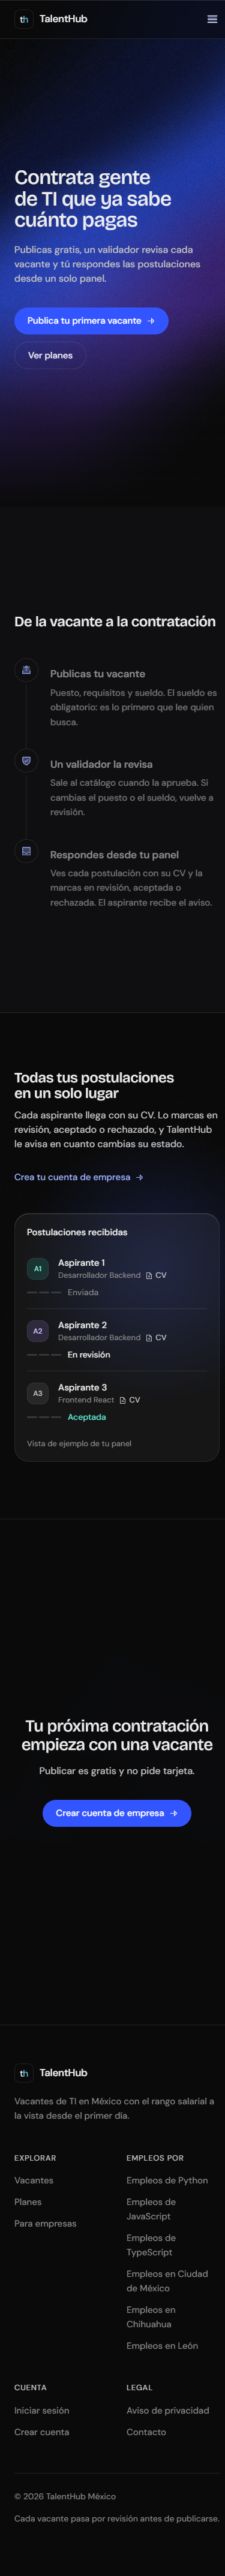 th TalentHub
Contrata gente
de TI que ya sabe
cuánto pagas
Publicas gratis, un validador revisa cada
vacante y tú respondes las postulaciones
desde un solo panel.
Publica tu primera vacante
Ver planes
De la vacante a la contratación
Publicas tu vacante
Puesto, requisitos y sueldo. El sueldo es
obligatorio: es lo primero que lee quien
busca.
Un validador la revisa
Sale al catálogo cuando la aprueba. Si
cambias el puesto o el sueldo, vuelve a
revisión.
Respondes desde tu panel
Ves cada postulación con su CV y la
marcas en revisión, aceptada o
rechazada. El aspirante recibe el aviso.
Todas tus postulaciones
en un solo lugar
Cada aspirante llega con su CV. Lo marcas en
revisión, aceptado o rechazado, y TalentHub
le avisa en cuanto cambias su estado.
Crea tu cuenta de empresa
Postulaciones recibidas
A1 Aspirante 1
Desarrollador Backend CV
Enviada
A2 Aspirante 2
Desarrollador Backend CV
En revisión
A3 Aspirante 3
Frontend React CV
Aceptada
Vista de ejemplo de tu panel
Tu próxima contratación
empieza con una vacante
Publicar es gratis y no pide tarjeta.
Crear cuenta de empresa
th TalentHub
Vacantes de TI en México con el rango salarial a
la vista desde el primer día.
EXPLORAR
Vacantes
Planes
Para empresas
EMPLEOS POR
Empleos de Python
Empleos de
JavaScript
Empleos de
TypeScript
Empleos en Ciudad
de México
Empleos en
Chihuahua
Empleos en León
CUENTA
Iniciar sesión
Crear cuenta
LEGAL
Aviso de privacidad
Contacto
© 2026 TalentHub México
Cada vacante pasa por revisión antes de publicarse.